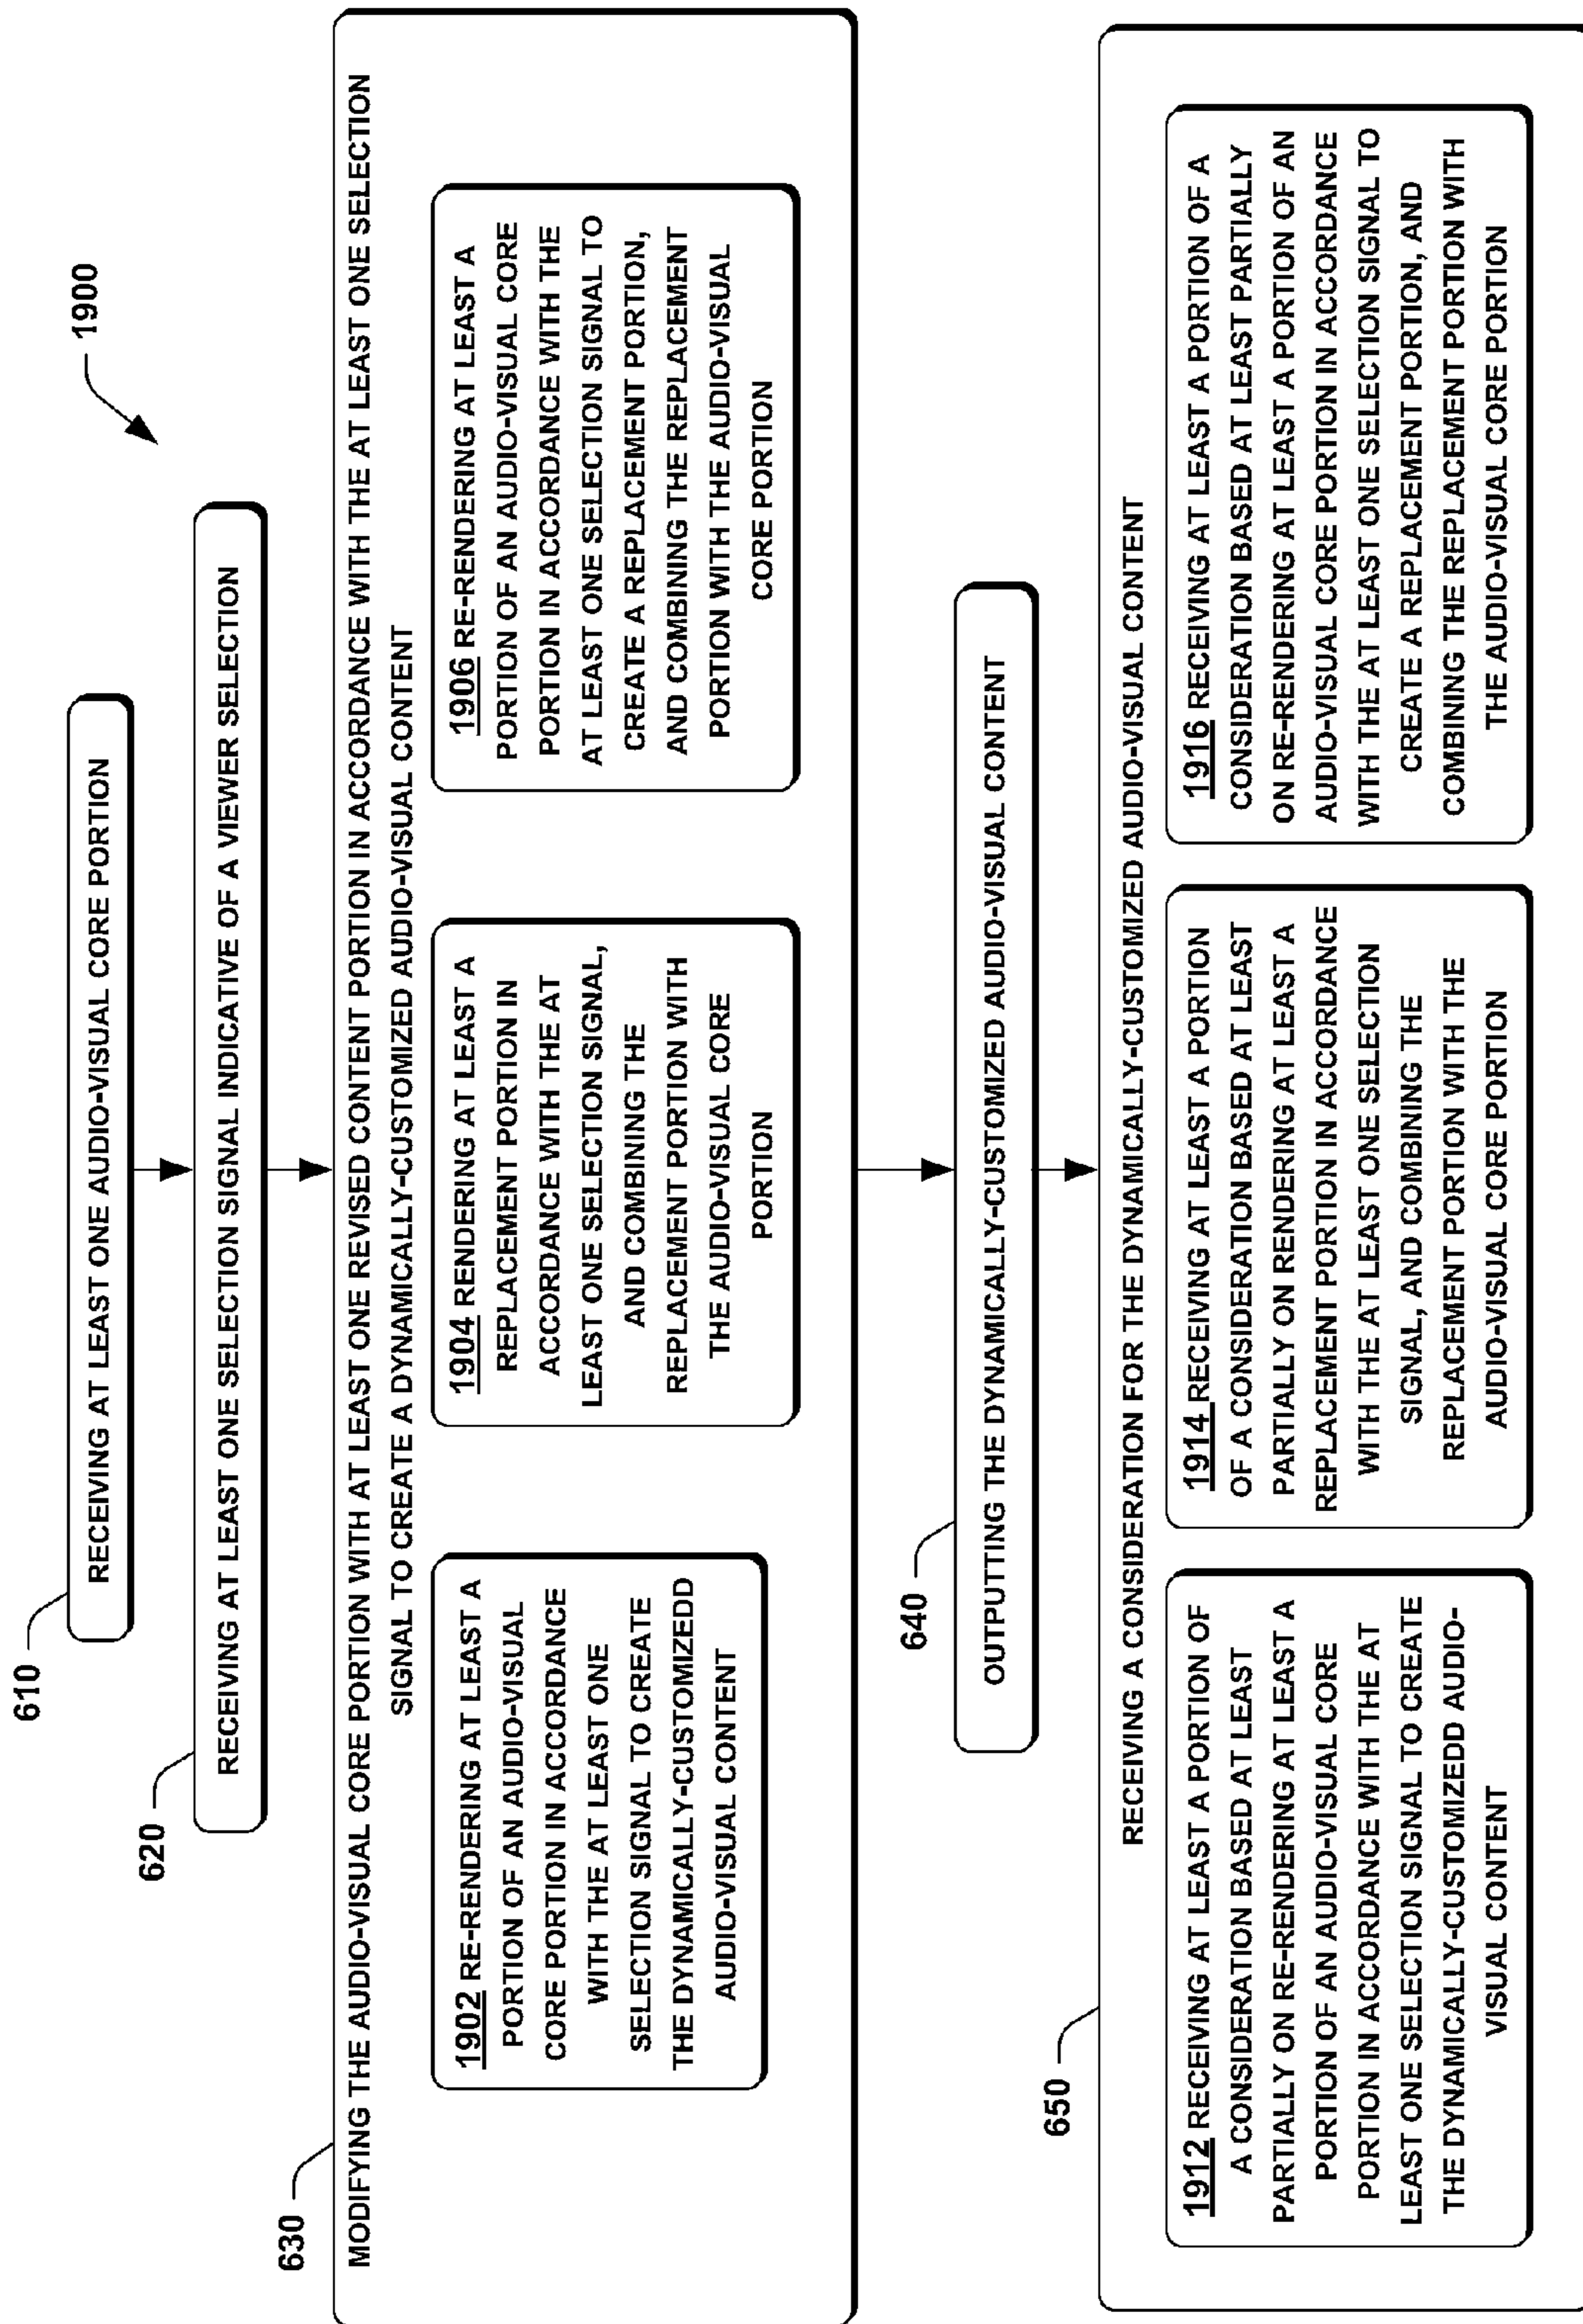 1900
610
RECEIVING AT LEAST ONE AUDIO-VISUAL CORE PORTION
620
RECEIVING AT LEAST ONE SELECTION SIGNAL INDICATIVE OF A VIEWER SELECTION
630
MODIFYING THE AUDIO-VISUAL CORE PORTION WITH AT LEAST ONE REVISED CONTENT PORTION IN ACCORDANCE WITH THE AT LEAST ONE SELECTION
SIGNAL TO CREATE A DYNAMICALLY-CUSTOMIZED AUDIO-VISUAL CONTENT
1902 RE-RENDERING AT LEAST A
PORTION OF AN AUDIO-VISUAL
CORE PORTION IN ACCORDANCE
WITH THE AT LEAST ONE
SELECTION SIGNAL TO CREATE
THE DYNAMICALLY-CUSTOMIZEDD
AUDIO-VISUAL CONTENT
1904 RENDERING AT LEAST A
REPLACEMENT PORTION IN
ACCORDANCE WITH THE AT
LEAST ONE SELECTION SIGNAL,
AND COMBINING THE
REPLACEMENT PORTION WITH
THE AUDIO-VISUAL CORE
PORTION
1906 RE-RENDERING AT LEAST A
PORTION OF AN AUDIO-VISUAL CORE
PORTION IN ACCORDANCE WITH THE
AT LEAST ONE SELECTION SIGNAL TO
CREATE A REPLACEMENT PORTION,
AND COMBINING THE REPLACEMENT
PORTION WITH THE AUDIO-VISUAL
CORE PORTION
640
OUTPUTTING THE DYNAMICALLY-CUSTOMIZED AUDIO-VISUAL CONTENT
650
RECEIVING A CONSIDERATION FOR THE DYNAMICALLY-CUSTOMIZED AUDIO-VISUAL CONTENT
1912 RECEIVING AT LEAST A PORTION OF
A CONSIDERATION BASED AT LEAST
PARTIALLY ON RE-RENDERING AT LEAST A
PORTION OF AN AUDIO-VISUAL CORE
PORTION IN ACCORDANCE WITH THE AT
LEAST ONE SELECTION SIGNAL TO CREATE
THE DYNAMICALLY-CUSTOMIZEDD AUDIO-
VISUAL CONTENT
1914 RECEIVING AT LEAST A PORTION
OF A CONSIDERATION BASED AT LEAST
PARTIALLY ON RENDERING AT LEAST A
REPLACEMENT PORTION IN ACCORDANCE
WITH THE AT LEAST ONE SELECTION
SIGNAL, AND COMBINING THE
REPLACEMENT PORTION WITH THE
AUDIO-VISUAL CORE PORTION
1916 RECEIVING AT LEAST A PORTION OF A
CONSIDERATION BASED AT LEAST PARTIALLY
ON RE-RENDERING AT LEAST A PORTION OF AN
AUDIO-VISUAL CORE PORTION IN ACCORDANCE
WITH THE AT LEAST ONE SELECTION SIGNAL TO
CREATE A REPLACEMENT PORTION, AND
COMBINING THE REPLACEMENT PORTION WITH
THE AUDIO-VISUAL CORE PORTION